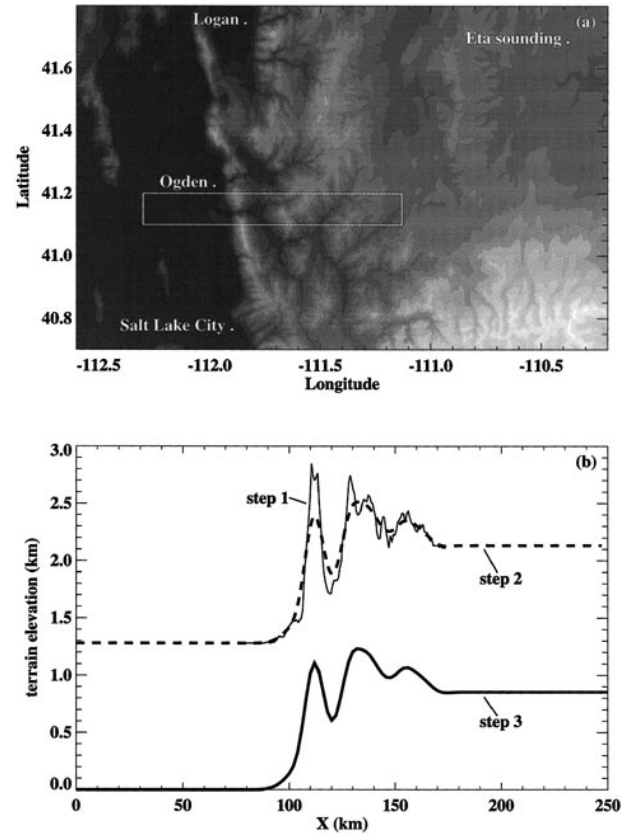 (a)
Logan .
Eta sounding .
41.6
41.4
Latitude
Ogden .
41.2
41.0
40.8
Salt Lake City .
-112.5 -112.0 -111.5 -111.0 -110.5
Longitude
(b)
3.0
step 1
2.5
2.1
step 2
terrain elevation (km)
1.5
1.0
step 3
0.5
0.0
0 50 100 150 200 250
X (km)